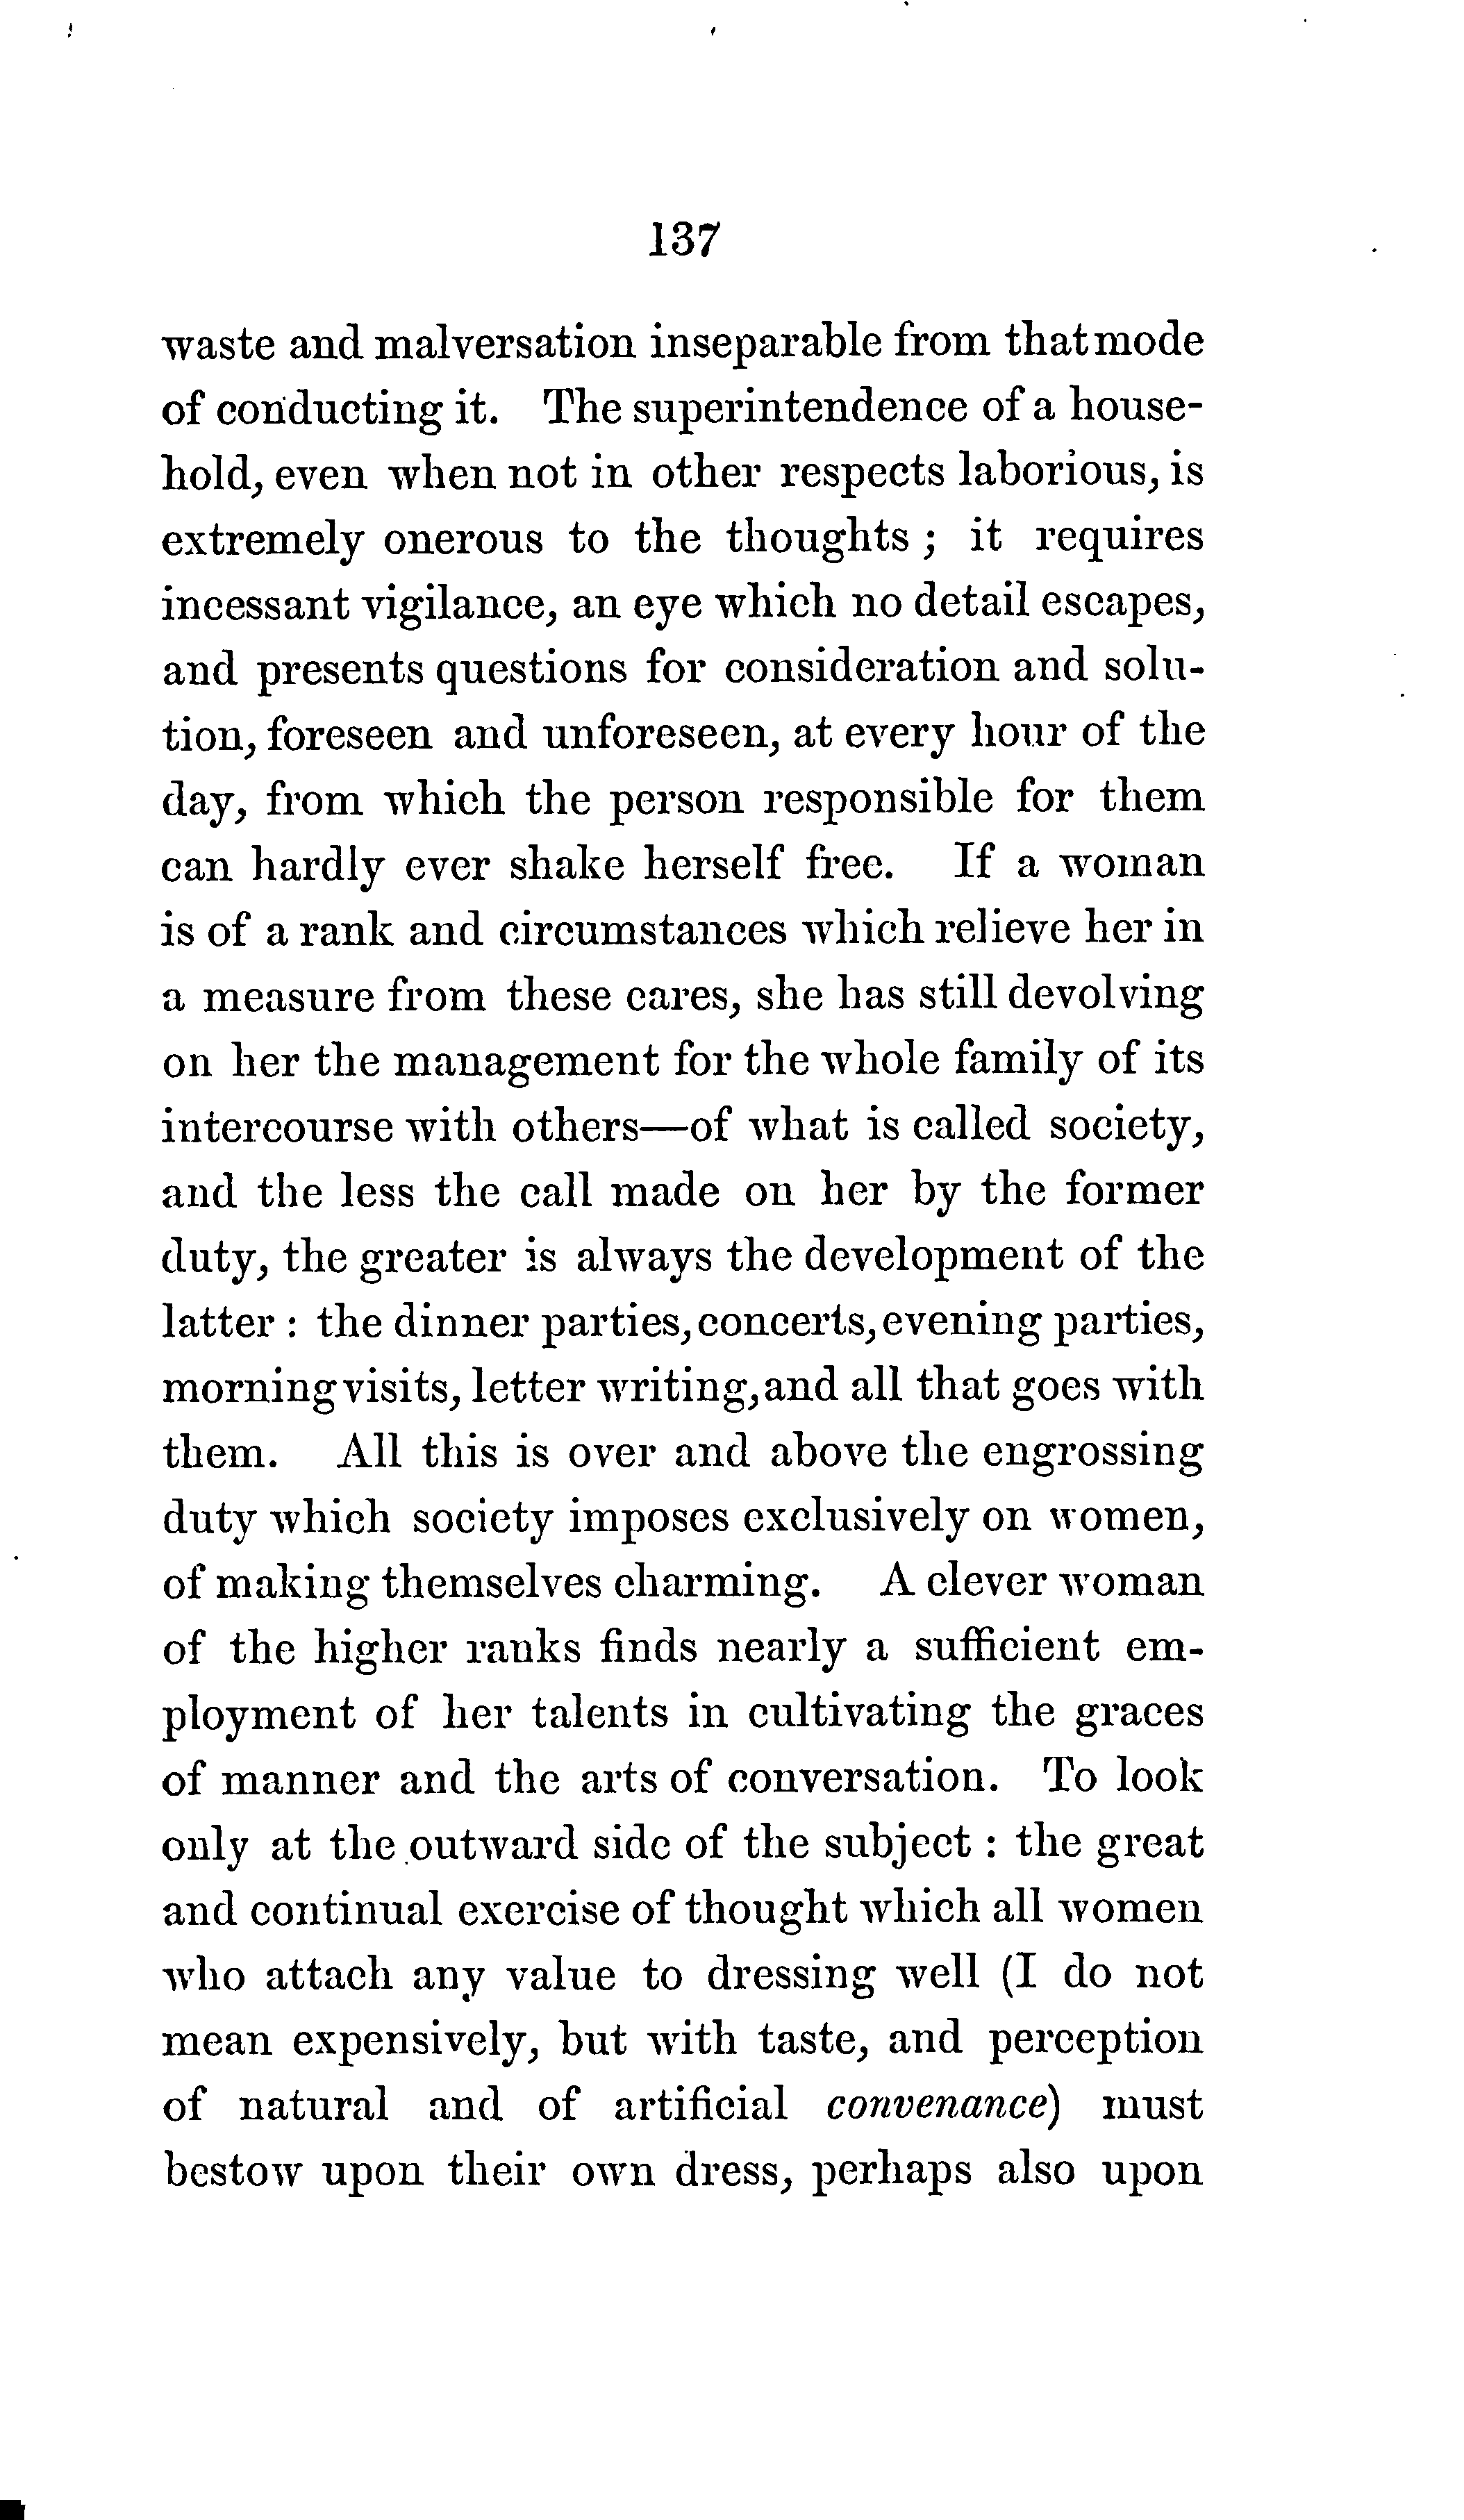 137
waste and malversation inseparable from that mode
of conducting it. The superintendence of a house-
hold, even when not in other respects laborious, is
extremely onerous to the thoughts ; it requires
incessant vigilance, an eye which no detail escapes,
and presents questions for consideration and solu-
tion, foreseen and unforeseen, at every hour of the
day, from which the person responsible for them
can hardly ever shake herself free. If a woman
is of a rank and circumstances which relieve her in
a measure from these cares, she has still devolving
on her the management for the whole family of its
intercourse with others—of what is called society,
and the less the call made on her by the former
duty, the greater is always the development of the
latter : the dinner parties, concerts, evening parties,
morning visits, letter writing, and all that goes with
them. All this is over and above the engrossing
duty which society imposes exclusively on women,
of making themselves charming. A clever woman
of the higher ranks finds nearly a sufficient em-
ployment of her talents in cultivating the graces
of manner and the arts of conversation. To look
only at the outward side of the subject : the great
and continual exercise of thought which all women
who attach any value to dressing well (I do not
mean expensively, but with taste, and perception
of natural and of artificial convenance) must
bestow upon their own dress, perhaps also upon